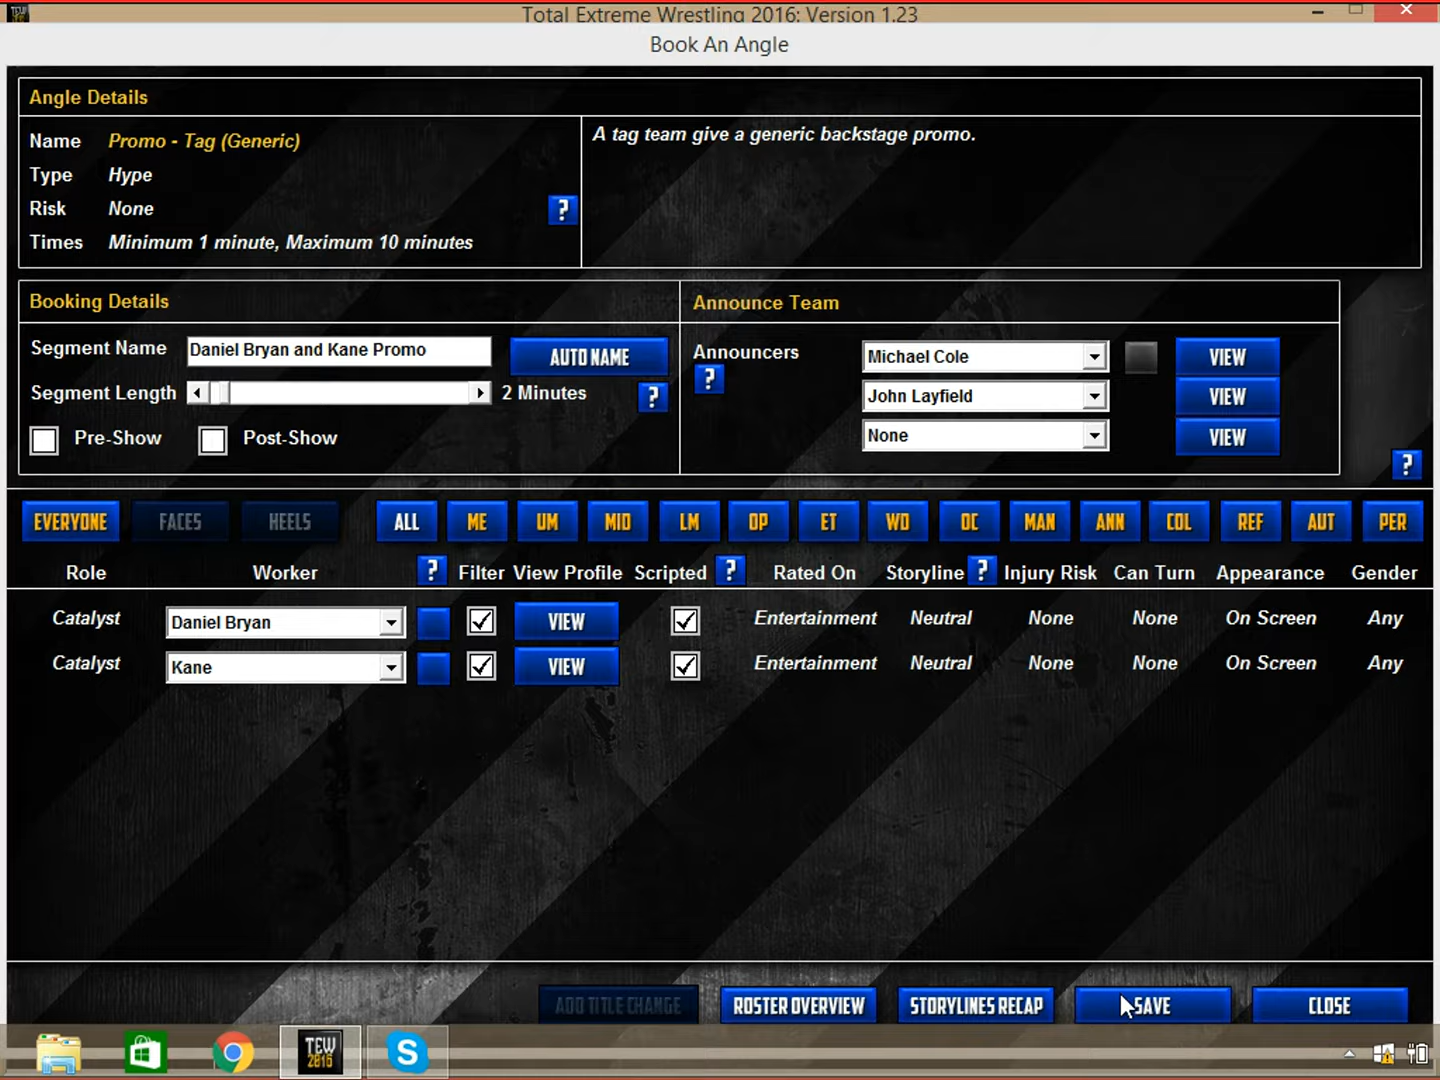 Total Extreme Wrestling 2016: Version 1.23
Book An Angle
Angle Details
Name Promo - Tag (Generic)
Type Hype
Risk None
?
Times Minimum 1 minute, Maximum 10 minutes
A tag team give a generic backstage promo.
Booking Details
Segment Name Daniel Bryan and Kane Promo AUTO NAME
Segment Length 2 Minutes ?
Pre-Show Post-Show
Announce Team
Announcers Michael Cole VIEW
? John Layfield VIEW
None VIEW
?
EVERYONE FACES HEELS ALL ME UM MID LM OP ET WD OC MAN ANN COL REF AUT PER
Role Worker ? Filter View Profile Scripted ? Rated On Storyline ? Injury Risk Can Turn Appearance Gender
Catalyst Daniel Bryan VIEW Entertainment Neutral None None On Screen Any
Catalyst Kane VIEW Entertainment Neutral None None On Screen Any
ADD TITLE CHANGE ROSTER OVERVIEW STORYLINES RECAP SAVE CLOSE
TEW
2016